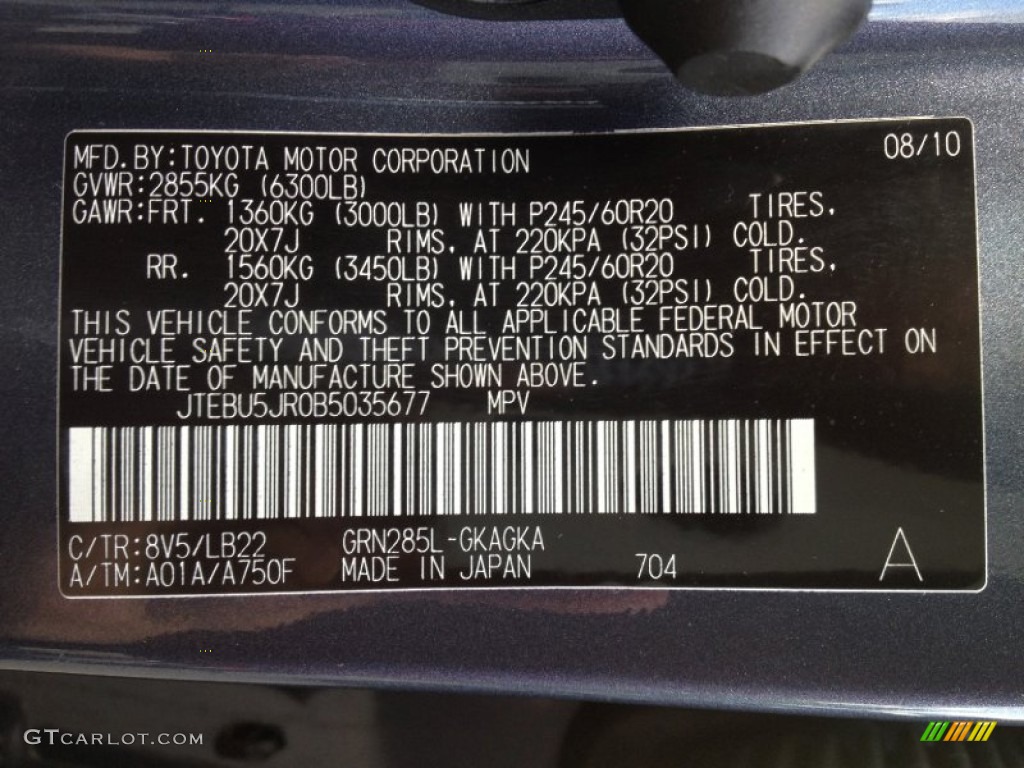 MFD.BY:TOYOTA MOTOR CORPORATION 08/10
GVWR:2855KG (6300LB)
GAWR:FRT. 1360KG (3000LB) WITH P245/60R20 TIRES,
20X7J RIMS, AT 220KPA (32PSI) COLD.
RR. 1560KG (3450LB) WITH P245/60R20 TIRES,
20X7J RIMS, AT 220KPA (32PSI) COLD.
THIS VEHICLE CONFORMS TO ALL APPLICABLE FEDERAL MOTOR
VEHICLE SAFETY AND THEFT PREVENTION STANDARDS IN EFFECT ON
THE DATE OF MANUFACTURE SHOWN ABOVE.
JTEBU5JR0B5035677 MPV
C/TR:8V5/LB22 GRN285L-GKAGKA
A/TM:A01A/A750F MADE IN JAPAN 704 A
GTCARLOT.COM